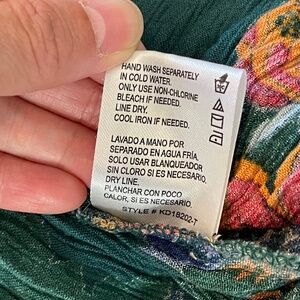 HAND WASH SEPARATELY
IN COLD WATER.
ONLY USE NON-CHLORINE
BLEACH IF NEEDED.
LINE DRY.
COOL IRON IF NEEDED.
LAVADO A MANO POR
SEPARADO EN AGUA FRÍA.
SOLO USAR BLANQUEADOR
SIN CLORO SI ES NECESARIO.
DRY LINE.
PLANCHAR CON POCO
CALOR, SI ES NECESARIO.
STYLE # KD18202-T